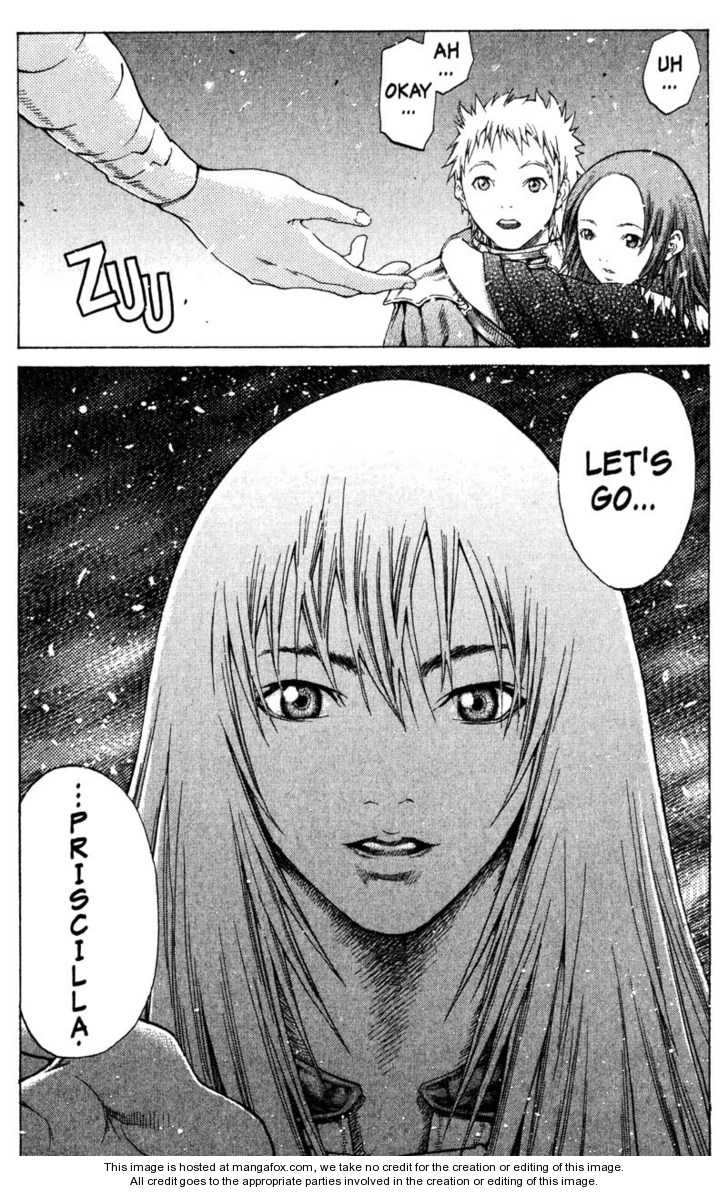 AH
...
OKAY
...
UH
...
ZUU
LET'S
GO...
...PRISCILLA.
This image is hosted at mangafox.com, we take no credit for the creation or editing of this image.
All credit goes to the appropriate parties involved in the creation or editing of this image.